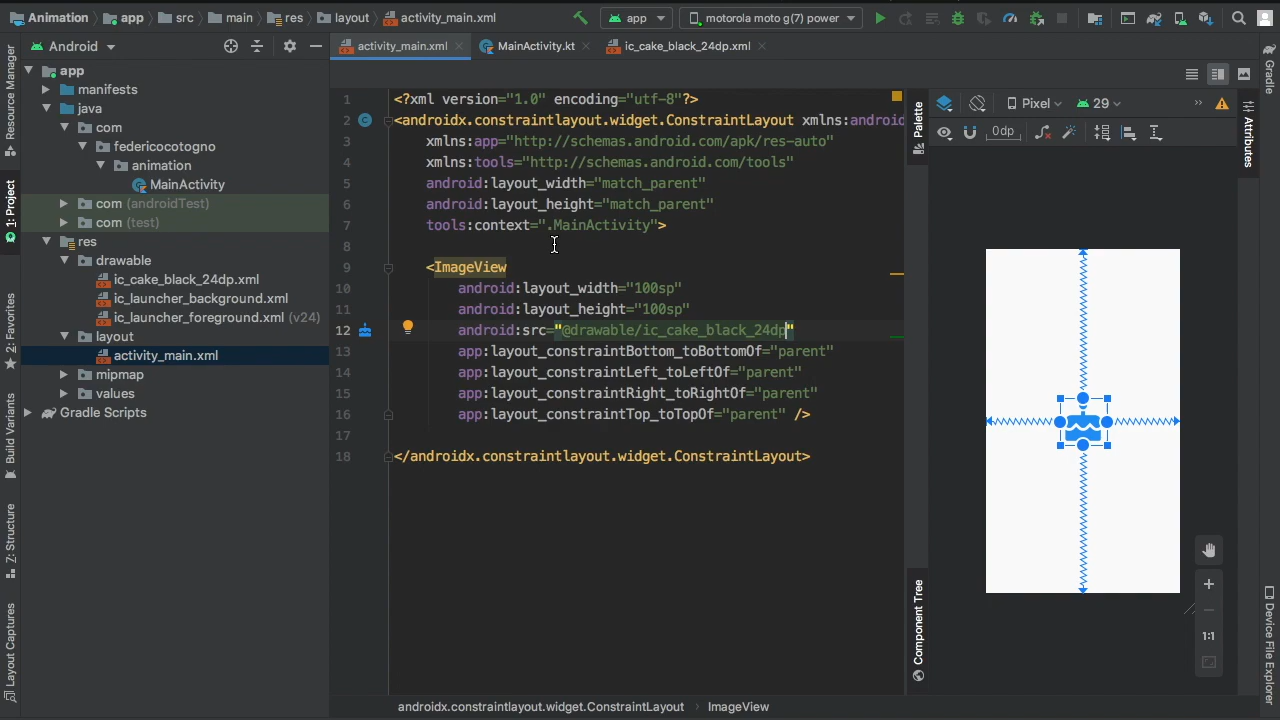 Animation app src main res layout activity_main.xml app motorola moto g(7) power
Android activity_main.xml MainActivity.kt ic_cake_black_24dp.xml
app
manifests
java
com
federicocotogno
animation
MainActivity
com (androidTest)
com (test)
res
drawable
ic_cake_black_24dp.xml
ic_launcher_background.xml
ic_launcher_foreground.xml (v24)
layout
activity_main.xml
mipmap
values
Gradle Scripts
Resource Manager
1: Project
2: Favorites
Build Variants
Z: Structure
Layout Captures
1 <?xml version="1.0" encoding="utf-8"?>
2 <androidx.constraintlayout.widget.ConstraintLayout xmlns:android
3 xmlns:app="http://schemas.android.com/apk/res-auto"
4 xmlns:tools="http://schemas.android.com/tools"
5 android:layout_width="match_parent"
6 android:layout_height="match_parent"
7 tools:context=".MainActivity">
8
9 <ImageView
10 android:layout_width="100sp"
11 android:layout_height="100sp"
12 android:src="@drawable/ic_cake_black_24dp"
13 app:layout_constraintBottom_toBottomOf="parent"
14 app:layout_constraintLeft_toLeftOf="parent"
15 app:layout_constraintRight_toRightOf="parent"
16 app:layout_constraintTop_toTopOf="parent" />
17
18 </androidx.constraintlayout.widget.ConstraintLayout>
androidx.constraintlayout.widget.ConstraintLayout ImageView
Palette
Component Tree
Pixel 29
0dp
1:1
Attributes
Gradle
Device File Explorer